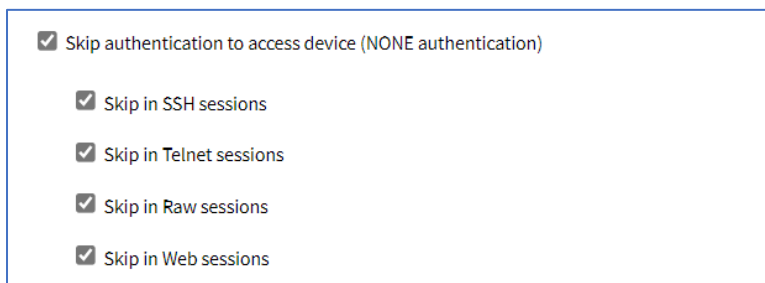 Skip authentication to access device (NONE authentication)
Skip in SSH sessions
Skip in Telnet sessions
Skip in Raw sessions
Skip in Web sessions